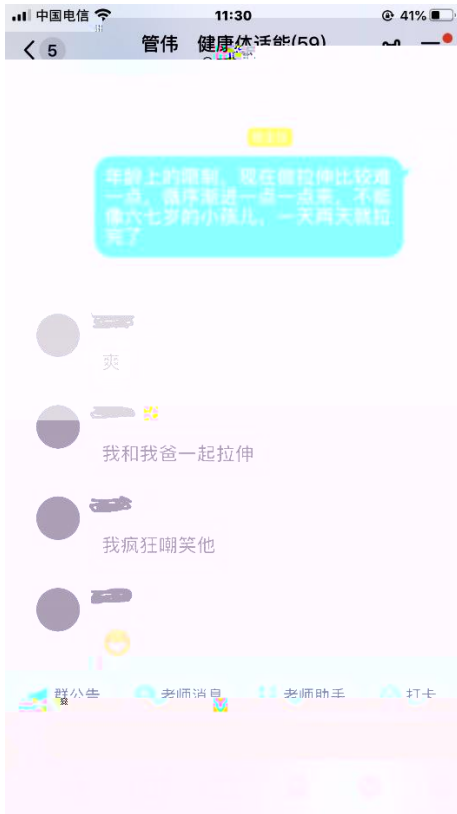 中国电信 11:30 41%
5 管伟 健康体适能(59)
年龄上的限制，现在做拉伸比较难
一点。循序渐进一点一点来，不能
像六七岁的小孩儿，一天两天就拉
完了
爽
我和我爸一起拉伸
我疯狂嘲笑他
群公告 老师消息 老师助手 打卡